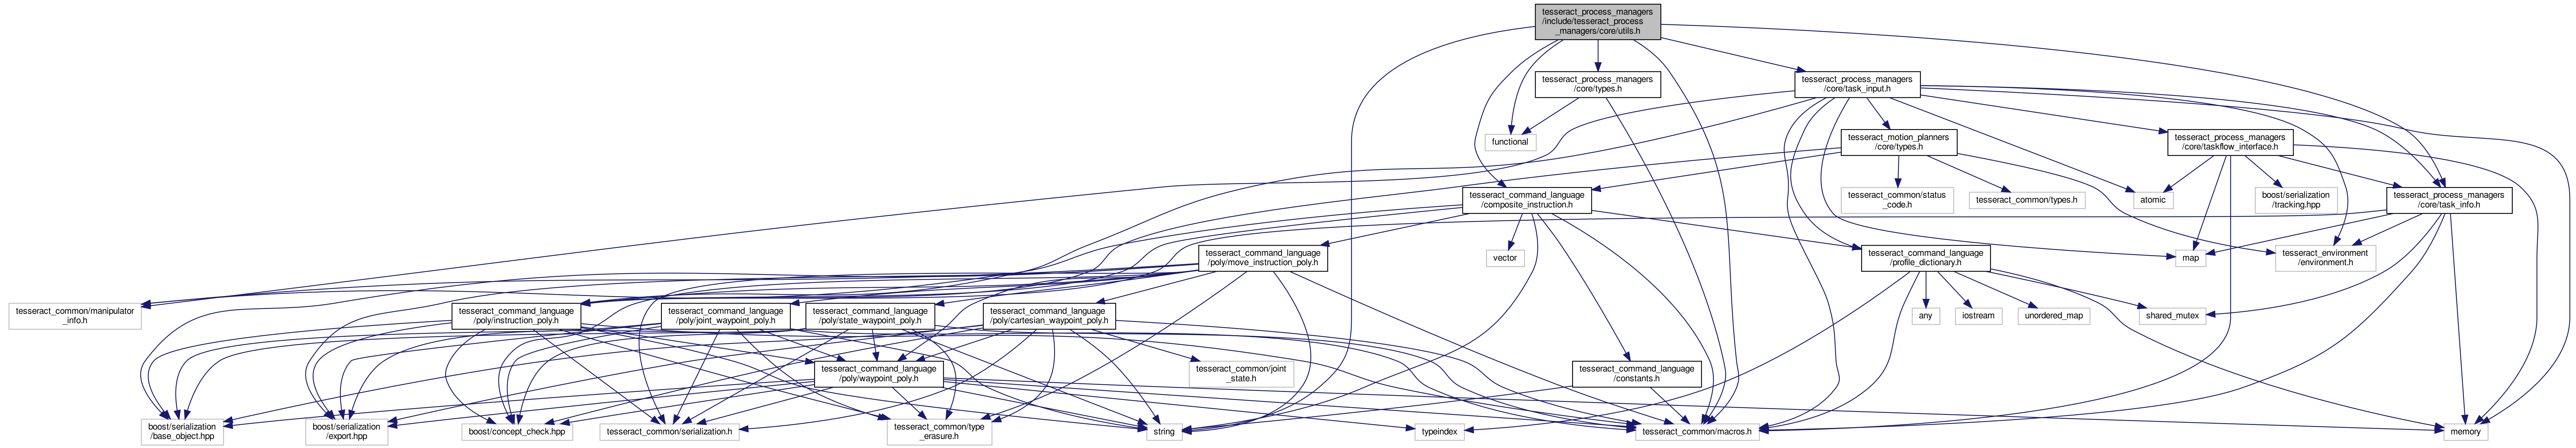 tesseract_process_managers
/include/tesseract_process
_managers/core/utils.h
tesseract_process_managers
/core/types.h
tesseract_process_managers
/core/task_input.h
functional
tesseract_motion_planners
/core/types.h
tesseract_process_managers
/core/taskflow_interface.h
tesseract_command_language
/composite_instruction.h
tesseract_common/status
_code.h
tesseract_common/types.h
atomic
boost/serialization
/tracking.hpp
tesseract_process_managers
/core/task_info.h
tesseract_command_language
/poly/move_instruction_poly.h
vector
tesseract_command_language
/profile_dictionary.h
map
tesseract_environment
/environment.h
tesseract_common/manipulator
_info.h
tesseract_command_language
/poly/instruction_poly.h
tesseract_command_language
/poly/joint_waypoint_poly.h
tesseract_command_language
/poly/state_waypoint_poly.h
tesseract_command_language
/poly/cartesian_waypoint_poly.h
any
iostream
unordered_map
shared_mutex
tesseract_command_language
/poly/waypoint_poly.h
tesseract_common/joint
_state.h
tesseract_command_language
/constants.h
boost/serialization
/base_object.hpp
boost/serialization
/export.hpp
boost/concept_check.hpp
tesseract_common/serialization.h
tesseract_common/type
_erasure.h
string
typeindex
tesseract_common/macros.h
memory